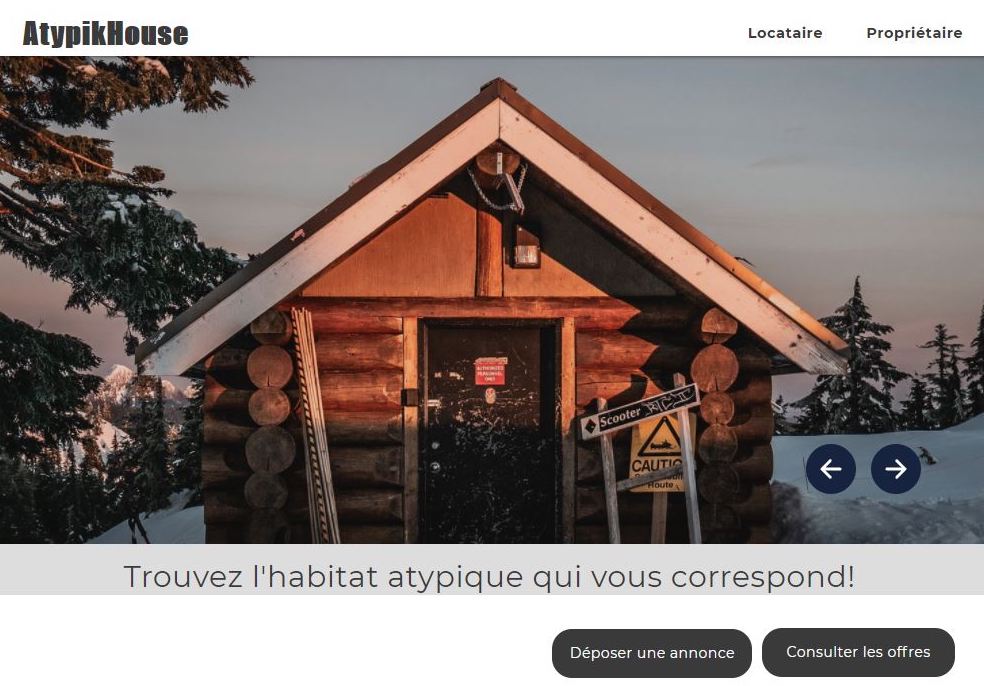 AtypikHouse
Locataire
Propriétaire
AUTHORIZED
PERSONNEL
ONLY
Scooter
CAUTIO
Route
Trouvez l'habitat atypique qui vous correspond!
Déposer une annonce
Consulter les offres